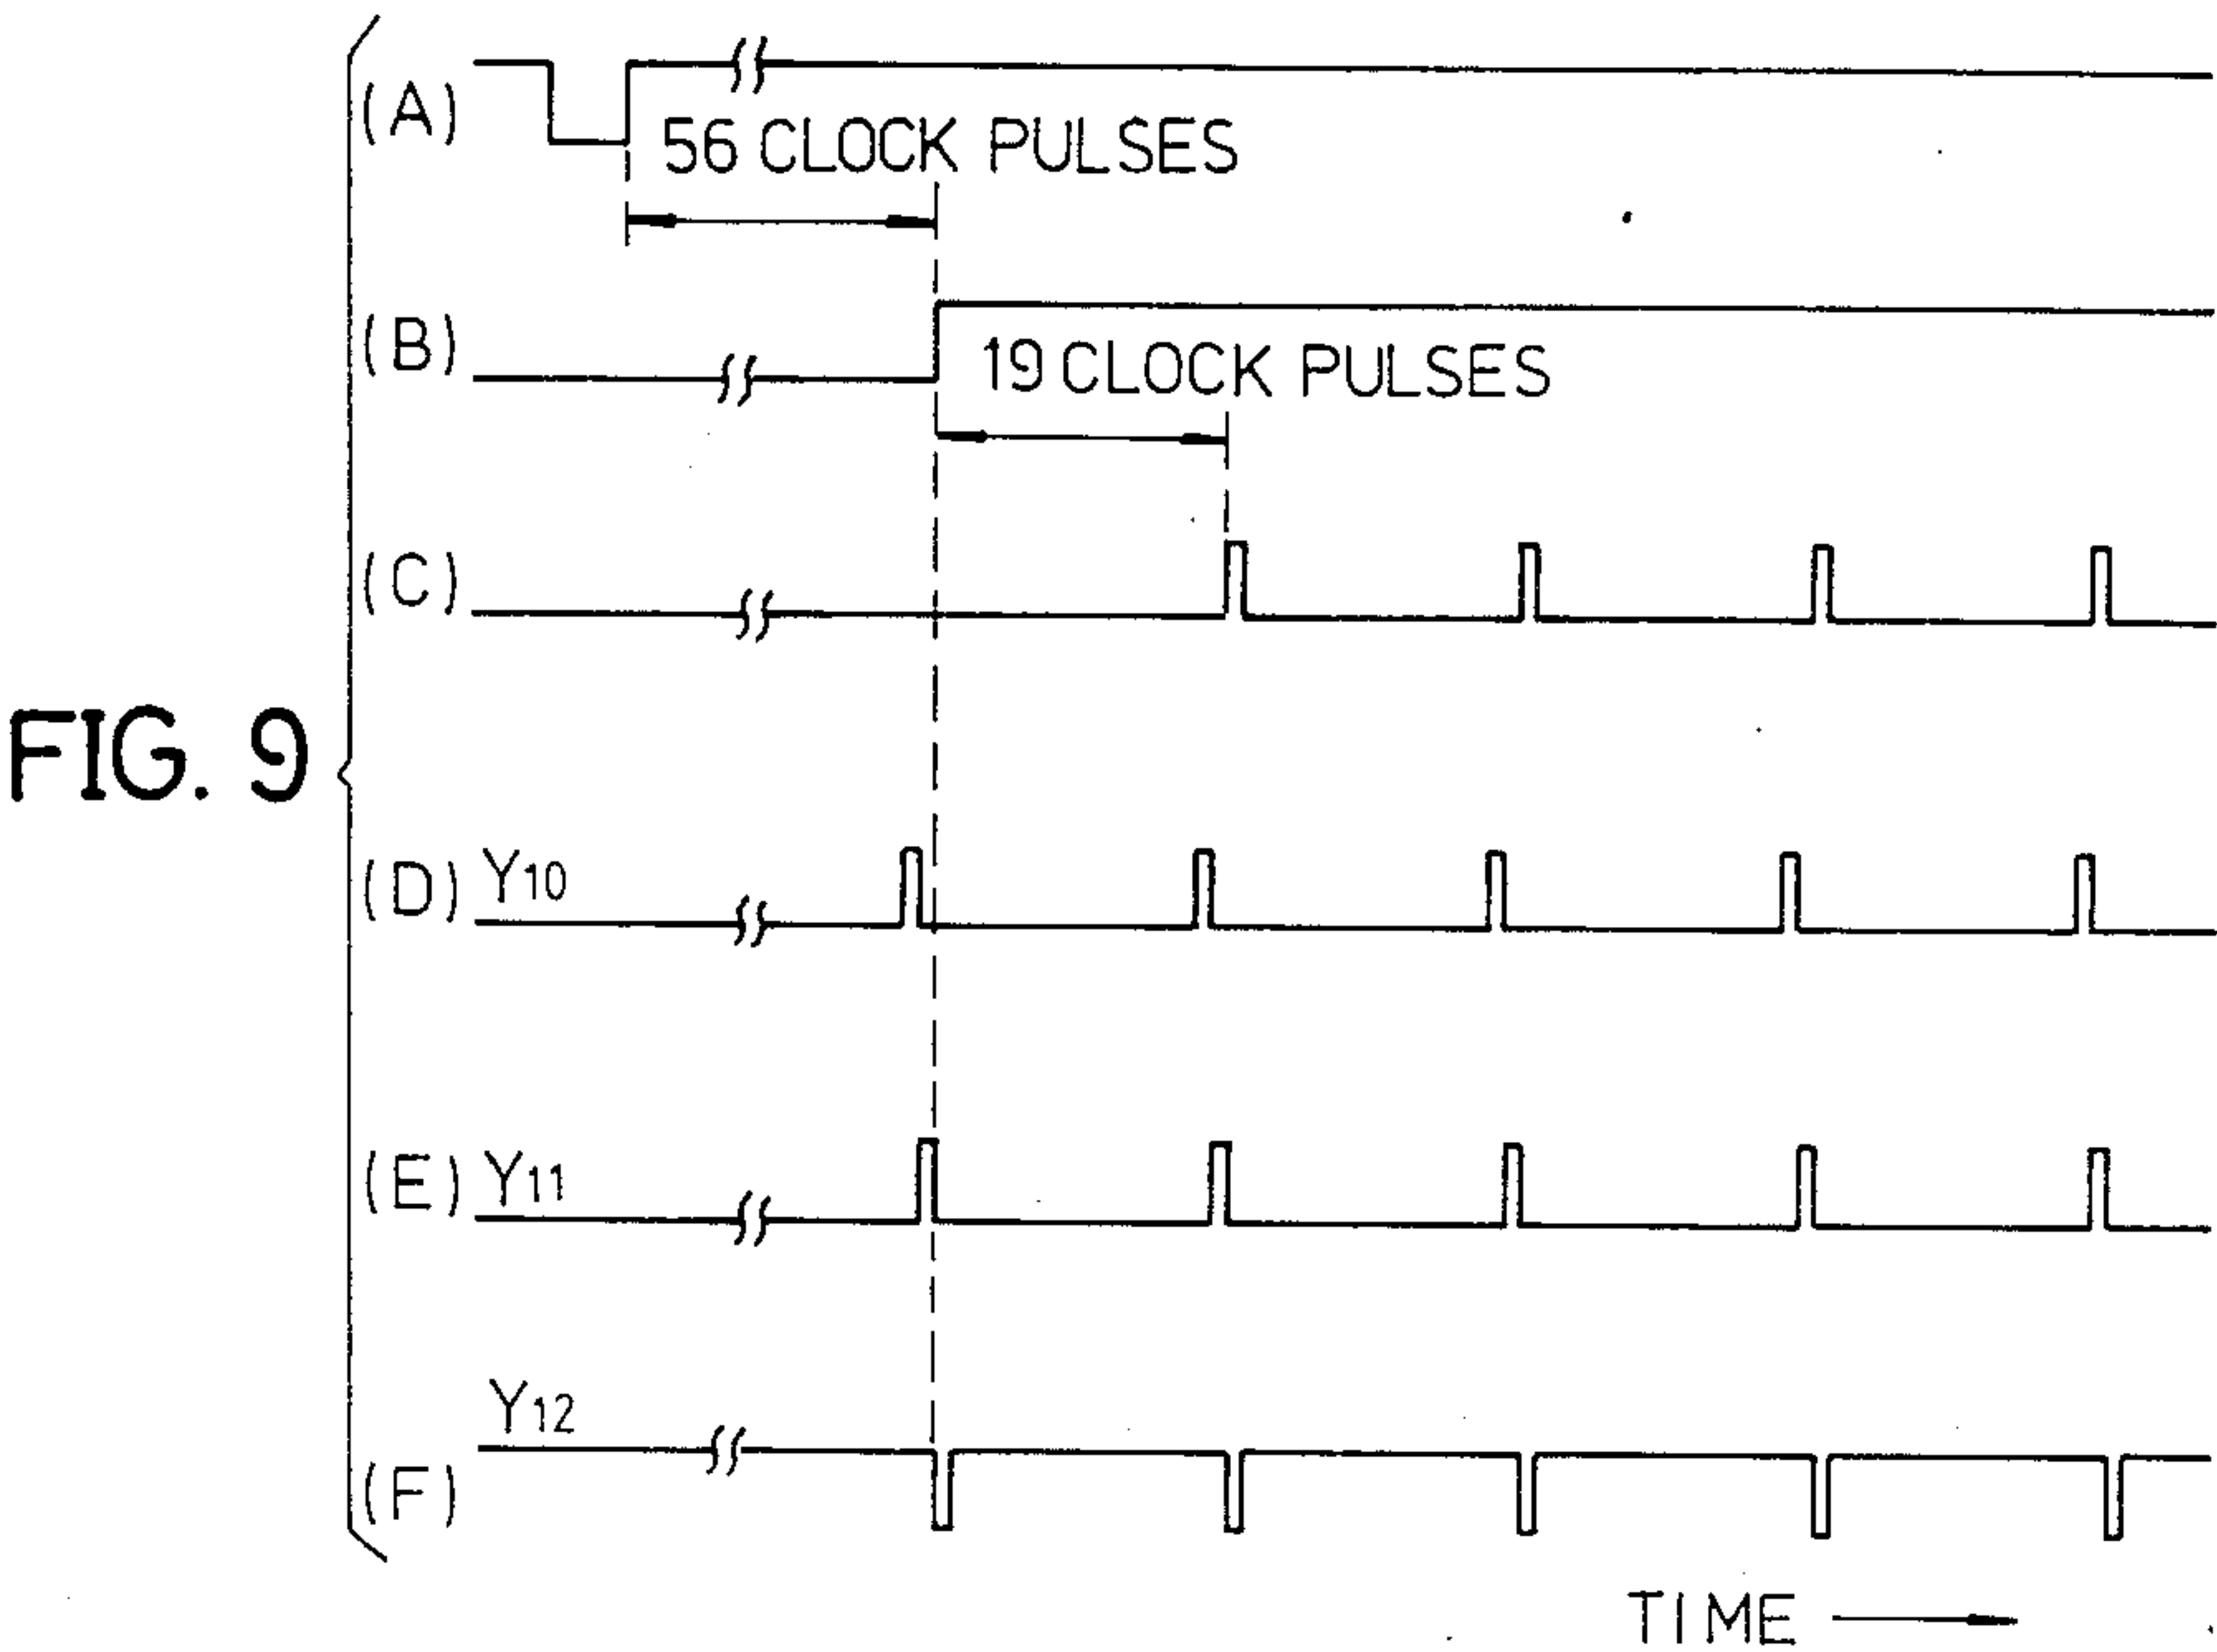 (A)
56 CLOCK PULSES
(B)
19 CLOCK PULSES
(C)
FIG. 9
(D) Y10
(E) Y11
Y12
(F)
TIME